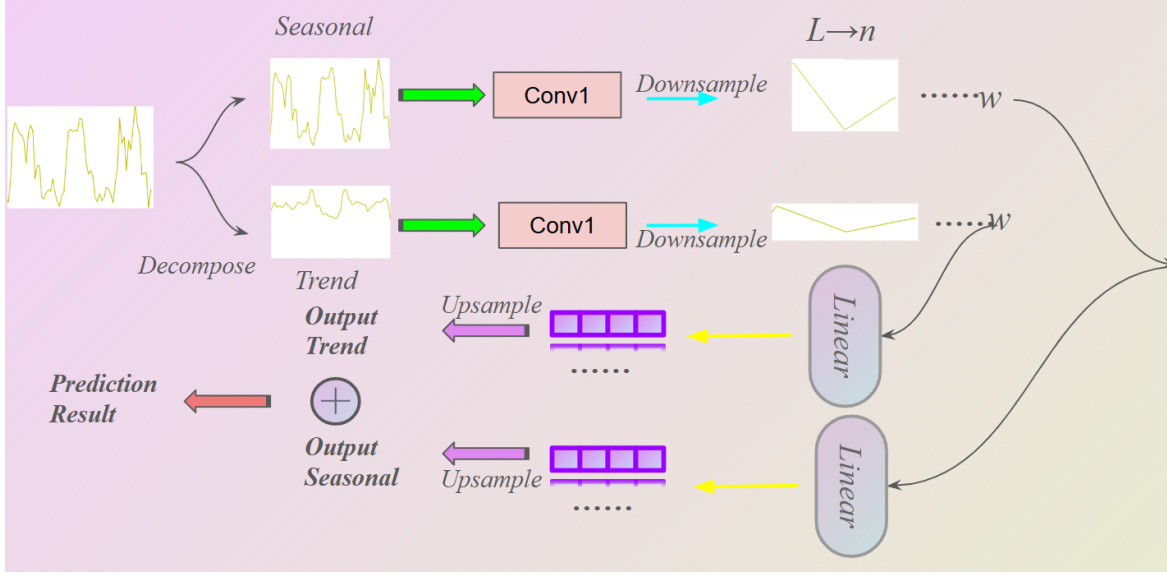 Seasonal
L→n
Conv1
Downsample
......w
Decompose
Trend
Conv1
Downsample
......w
Output
Trend
Upsample
......
Linear
Prediction
Result
+
Output
Seasonal
Upsample
......
Linear